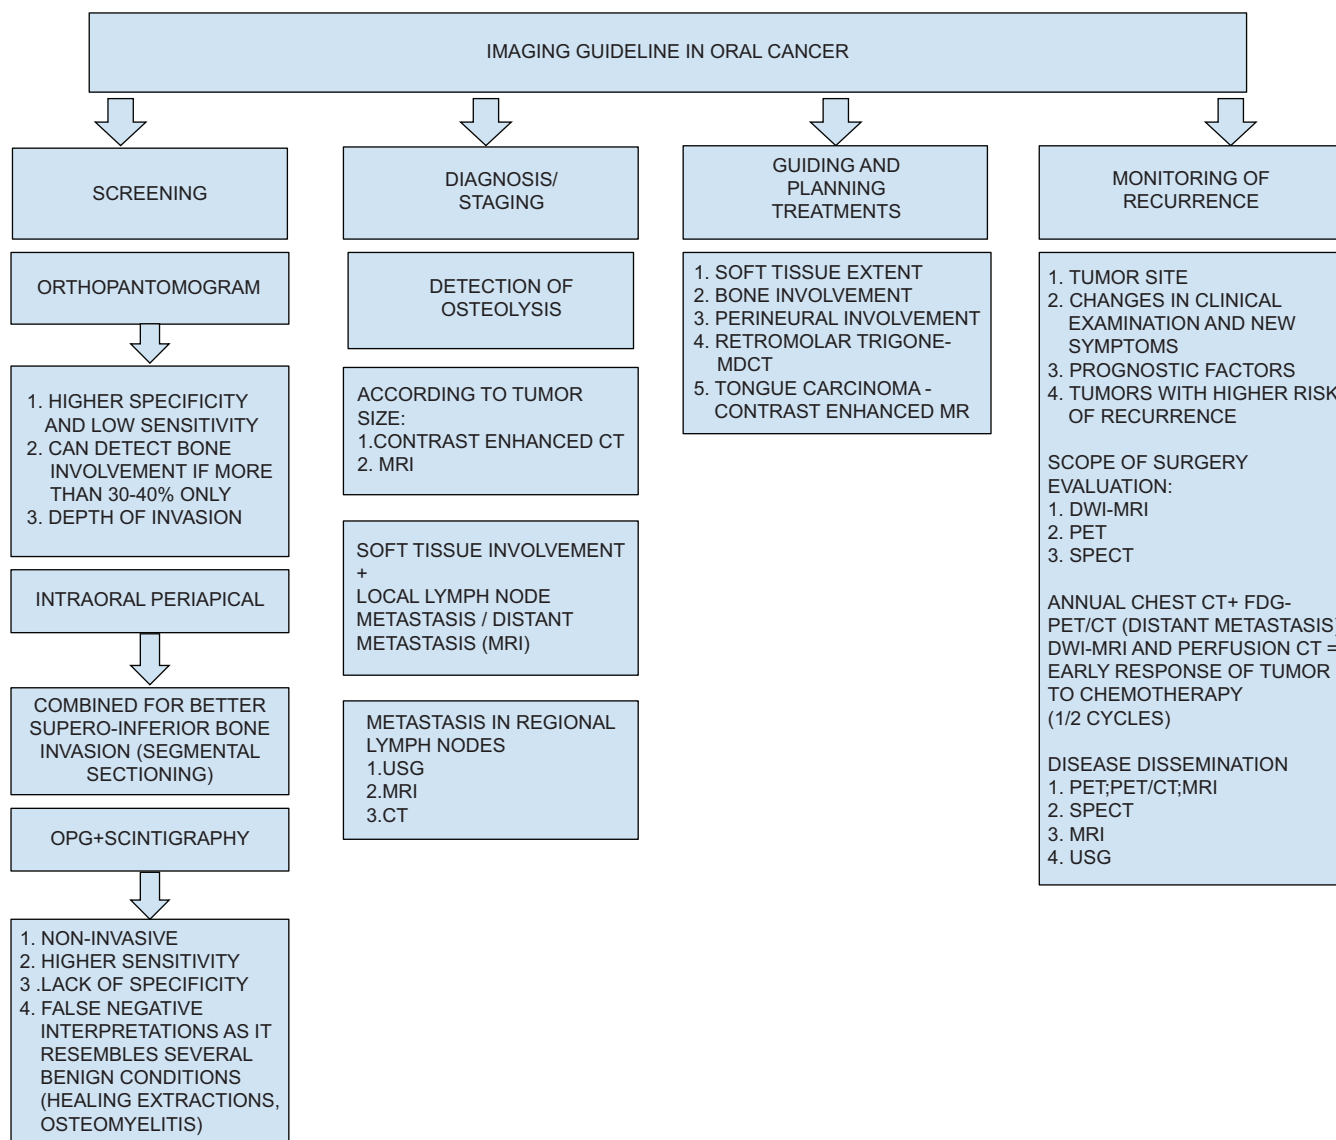 IMAGING GUIDELINE IN ORAL CANCER
SCREENING
ORTHOPANTOMOGRAM
1. HIGHER SPECIFICITY
AND LOW SENSITIVITY
2. CAN DETECT BONE
INVOLVEMENT IF MORE
THAN 30-40% ONLY
3. DEPTH OF INVASION
INTRAORAL PERIAPICAL
COMBINED FOR BETTER
SUPERO-INFERIOR BONE
INVASION (SEGMENTAL
SECTIONING)
OPG+SCINTIGRAPHY
1. NON-INVASIVE
2. HIGHER SENSITIVITY
3 .LACK OF SPECIFICITY
4. FALSE NEGATIVE
INTERPRETATIONS AS IT
RESEMBLES SEVERAL
BENIGN CONDITIONS
(HEALING EXTRACTIONS,
OSTEOMYELITIS)
DIAGNOSIS/
STAGING
DETECTION OF
OSTEOLYSIS
ACCORDING TO TUMOR
SIZE:
1.CONTRAST ENHANCED CT
2. MRI
SOFT TISSUE INVOLVEMENT
+
LOCAL LYMPH NODE
METASTASIS / DISTANT
METASTASIS (MRI)
METASTASIS IN REGIONAL
LYMPH NODES
1.USG
2.MRI
3.CT
GUIDING AND
PLANNING
TREATMENTS
1. SOFT TISSUE EXTENT
2. BONE INVOLVEMENT
3. PERINEURAL INVOLVEMENT
4. RETROMOLAR TRIGONE-
MDCT
5. TONGUE CARCINOMA -
CONTRAST ENHANCED MR
MONITORING OF
RECURRENCE
1. TUMOR SITE
2. CHANGES IN CLINICAL
EXAMINATION AND NEW
SYMPTOMS
3. PROGNOSTIC FACTORS
4. TUMORS WITH HIGHER RISK
OF RECURRENCE
SCOPE OF SURGERY
EVALUATION:
1. DWI-MRI
2. PET
3. SPECT
ANNUAL CHEST CT+ FDG-
PET/CT (DISTANT METASTASIS)
DWI-MRI AND PERFUSION CT =
EARLY RESPONSE OF TUMOR
TO CHEMOTHERAPY
(1/2 CYCLES)
DISEASE DISSEMINATION
1. PET;PET/CT;MRI
2. SPECT
3. MRI
4. USG